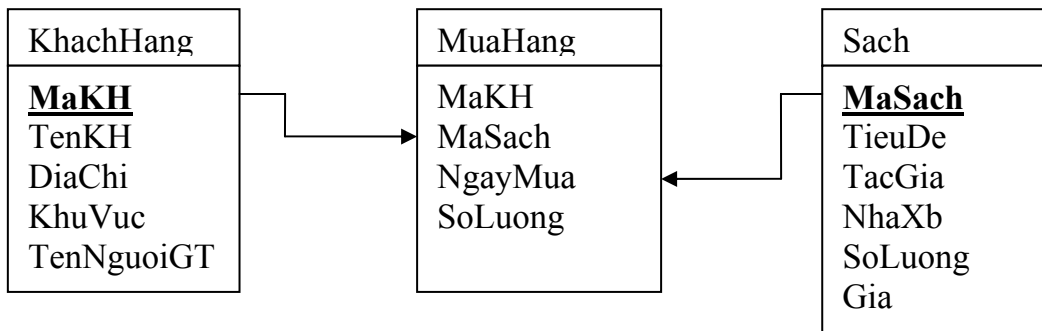 KhachHang
MaKH
TenKH
DiaChi
KhuVuc
TenNguoiGT
MuaHang
MaKH
MaSach
NgayMua
SoLuong
Sach
MaSach
TieuDe
TacGia
NhaXb
SoLuong
Gia